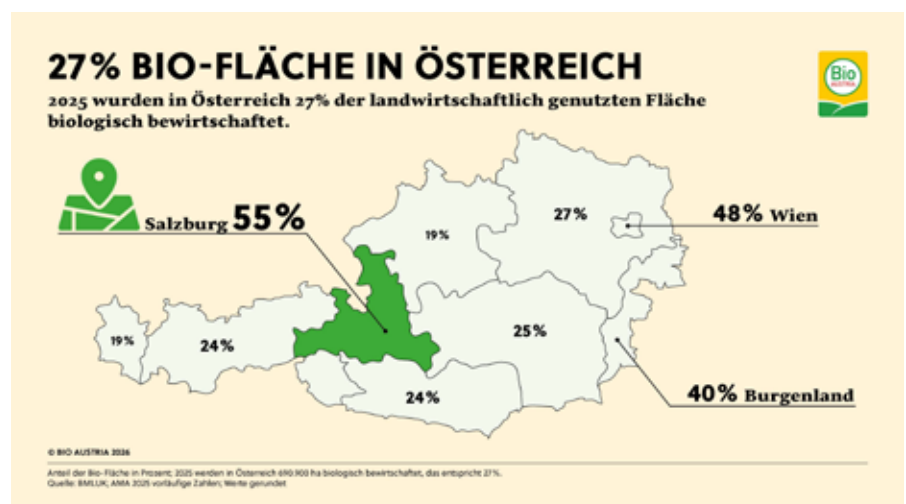 27% BIO-FLÄCHE IN ÖSTERREICH
2025 wurden in Österreich 27% der landwirtschaftlich genutzten Fläche
biologisch bewirtschaftet.
Bio
AUSTRIA
Salzburg 55%
19%
27%
48% Wien
19%
24%
25%
24%
40% Burgenland
© BIO AUSTRIA 2026
Anteil der Bio-Fläche in Prozent; 2025 werden in Österreich 690.900 ha biologisch bewirtschaftet, das entspricht 27%.
Quelle: BMLUK; AMA 2025 vorläufige Zahlen; Werte gerundet